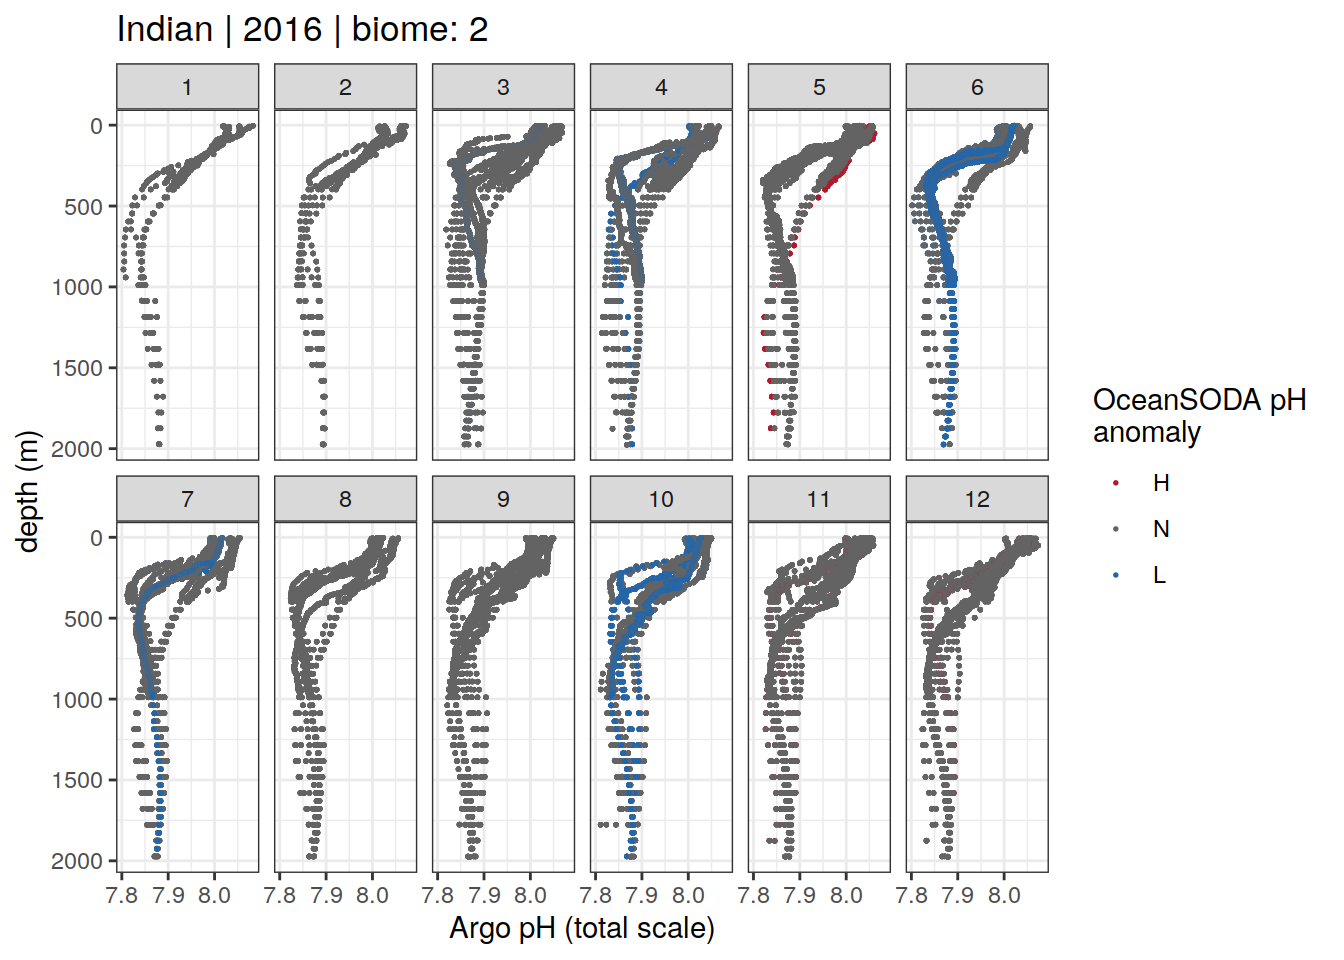 Indian | 2016 | biome: 2
1 2 3 4 5 6
0
500
1000
1500
2000
7 8 9 10 11 12
0
500
1000
1500
2000
7.8 7.9 8.0 7.8 7.9 8.0 7.8 7.9 8.0 7.8 7.9 8.0 7.8 7.9 8.0 7.8 7.9 8.0
Argo pH (total scale)
depth (m)
OceanSODA pH
anomaly
H
N
L